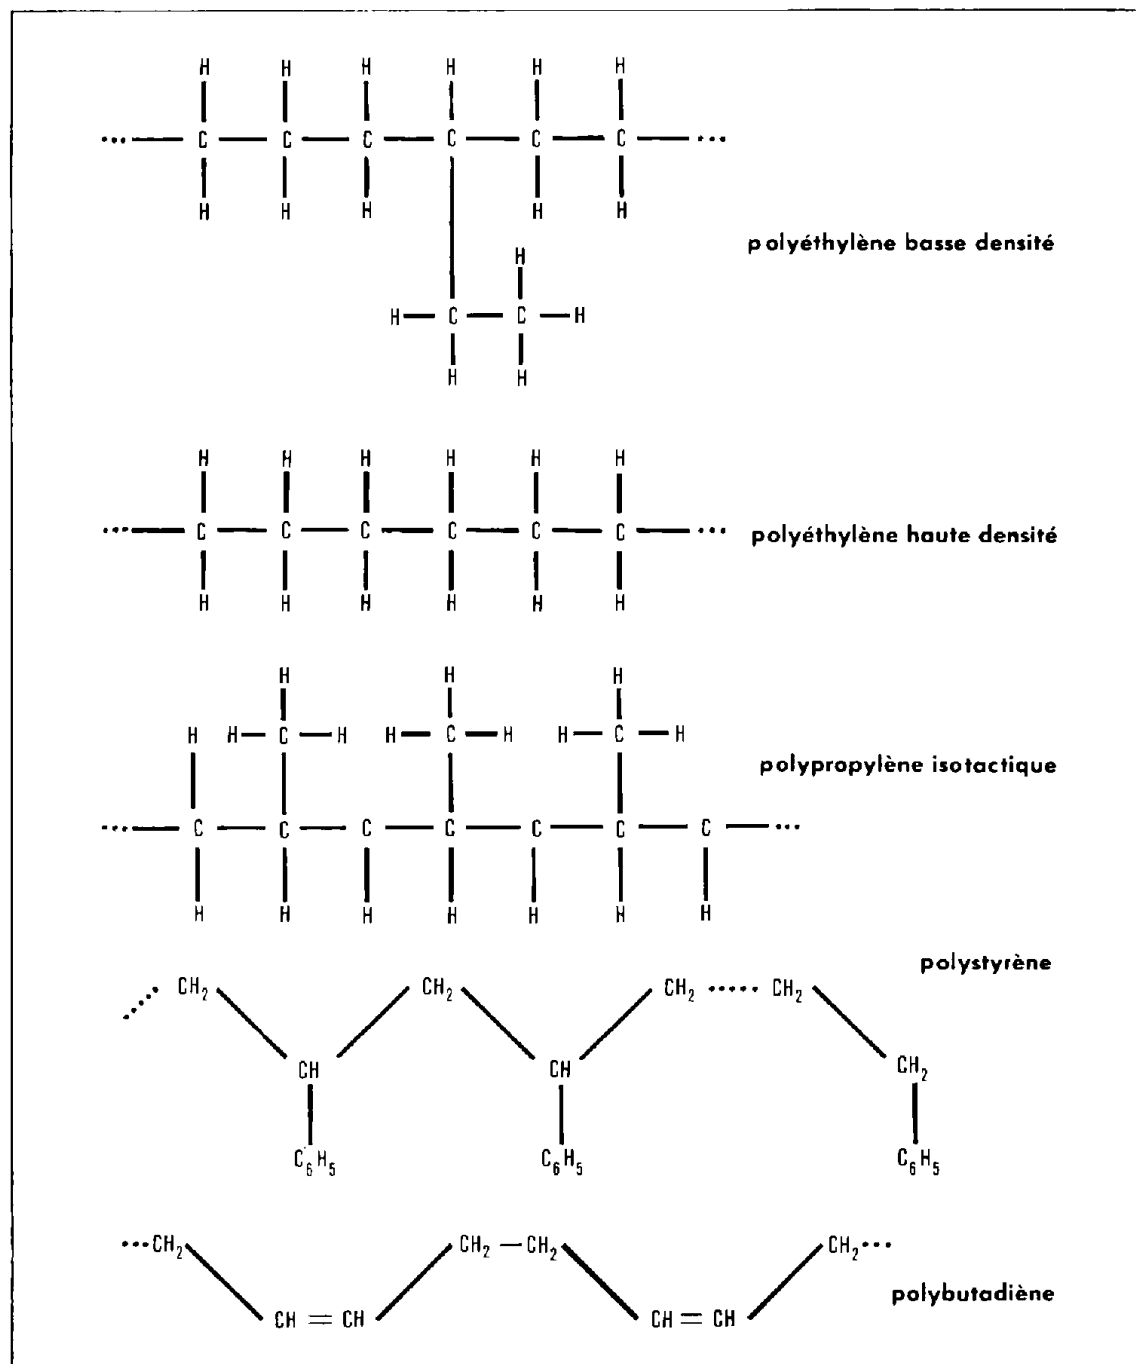 H H H H H H
... C C C C C C ...
H H H H H
polyéthylène basse densité
H
H C C H
H H
H H H H H H
... C C C C C C ...
polyéthylène haute densité
H H H H H H
H H H
H H C H H C H H C H
polypropylène isotactique
... C C C C C C C ...
H H H H H H H
polystyrène
CH₂ CH₂ CH₂ ..... CH₂
CH CH CH₂
C₆H₅ C₆H₅ C₆H₅
...CH₂ CH₂ — CH₂ CH₂...
polybutadiène
CH = CH CH = CH